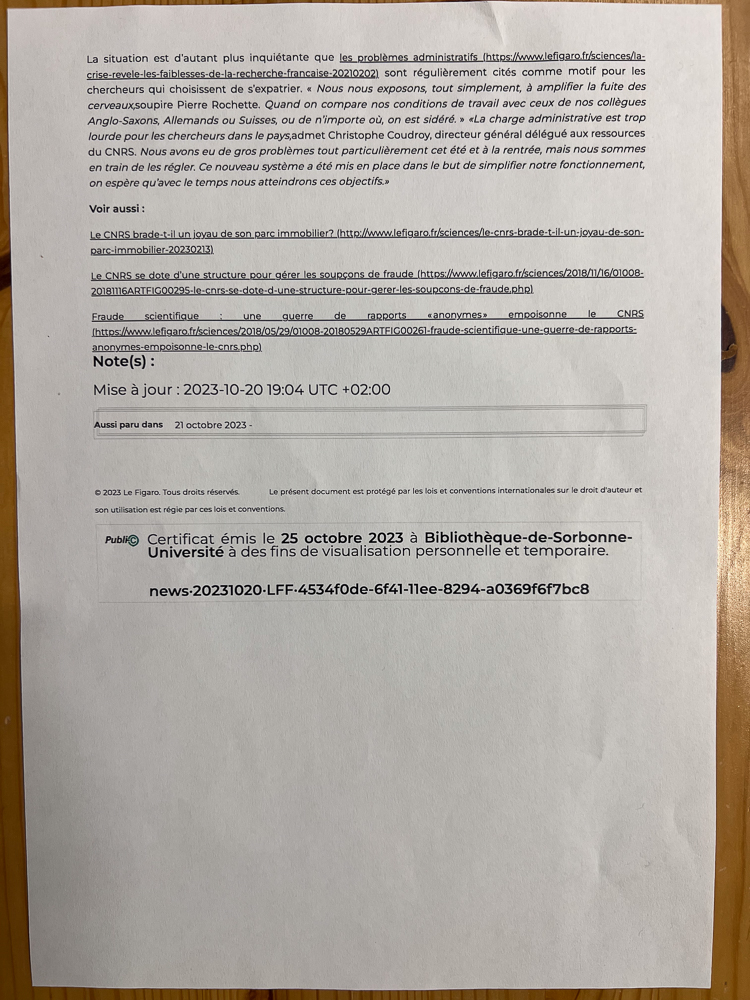 La situation est d'autant plus inquiétante que les problèmes administratifs (https://www.lefigaro.fr/sciences/la-
crise-revele-les-faiblesses-de-la-recherche-francaise-20210202) sont régulièrement cités comme motif pour les
chercheurs qui choisissent de s'expatrier. « Nous nous exposons, tout simplement, à amplifier la fuite des
cerveaux,soupire Pierre Rochette. Quand on compare nos conditions de travail avec ceux de nos collègues
Anglo-Saxons, Allemands ou Suisses, ou de n'importe où, on est sidéré. » «La charge administrative est trop
lourde pour les chercheurs dans le pays,admet Christophe Coudroy, directeur général délégué aux ressources
du CNRS. Nous avons eu de gros problèmes tout particulièrement cet été et à la rentrée, mais nous sommes
en train de les régler. Ce nouveau système a été mis en place dans le but de simplifier notre fonctionnement,
on espère qu'avec le temps nous atteindrons ces objectifs.»
Voir aussi :
Le CNRS brade-t-il un joyau de son parc immobilier? (http://www.lefigaro.fr/sciences/le-cnrs-brade-t-il-un-joyau-de-son-
parc-immobilier-20230213)
Le CNRS se dote d'une structure pour gérer les soupçons de fraude (https://www.lefigaro.fr/sciences/2018/11/16/01008-
20181116ARTFIG00295-le-cnrs-se-dote-d-une-structure-pour-gerer-les-soupcons-de-fraude.php)
Fraude scientifique : une guerre de rapports «anonymes» empoisonne le CNRS
(https://www.lefigaro.fr/sciences/2018/05/29/01008-20180529ARTFIG00261-fraude-scientifique-une-guerre-de-rapports-
anonymes-empoisonne-le-cnrs.php)
Note(s) :
Mise à jour : 2023-10-20 19:04 UTC +02:00
Aussi paru dans 21 octobre 2023 -
© 2023 Le Figaro. Tous droits réservés. Le présent document est protégé par les lois et conventions internationales sur le droit d'auteur et
son utilisation est régie par ces lois et conventions.
Publi© Certificat émis le 25 octobre 2023 à Bibliothèque-de-Sorbonne-
Université à des fins de visualisation personnelle et temporaire.
news·20231020·LFF·4534f0de-6f41-11ee-8294-a0369f6f7bc8